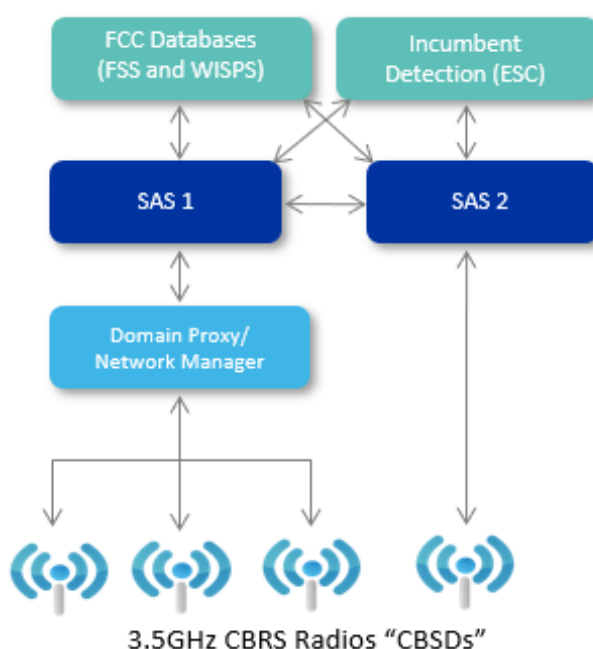 FCC Databases
(FSS and WISPS)
Incumbent
Detection (ESC)
SAS 1
SAS 2
Domain Proxy/
Network Manager
3.5GHz CBRS Radios “CBSDs”